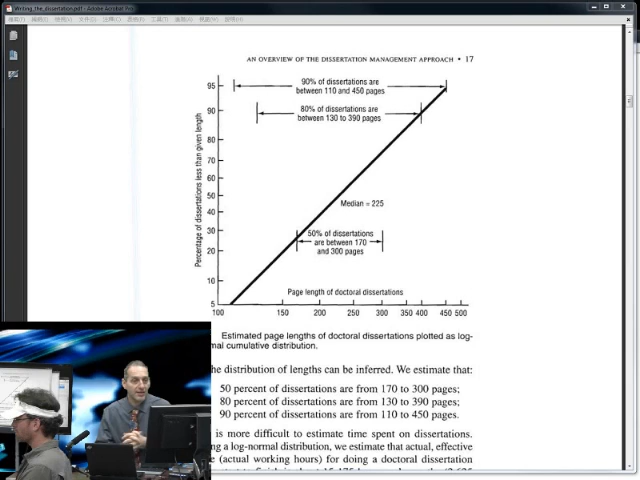 Writing_the_dissertation.pdf - Adobe Acrobat Pro
AN OVERVIEW OF THE DISSERTATION MANAGEMENT APPROACH • 17
90% of dissertations are
between 110 and 450 pages
80% of dissertations are
between 130 to 390 pages
Percentage of dissertations less than given length
95
90
80
70
60
50
40
30
20
10
5
Median = 225
50% of dissertations
are between 170
and 300 pages
Page length of doctoral dissertations
100 150 200 250 300 350 400 450 500
Estimated page lengths of doctoral dissertations plotted as log-
mal cumulative distribution.
the distribution of lengths can be inferred. We estimate that:
50 percent of dissertations are from 170 to 300 pages;
80 percent of dissertations are from 130 to 390 pages;
90 percent of dissertations are from 110 to 450 pages.
is more difficult to estimate time spent on dissertations.
ng a log-normal distribution, we estimate that actual, effective
e (actual working hours) for doing a doctoral dissertation